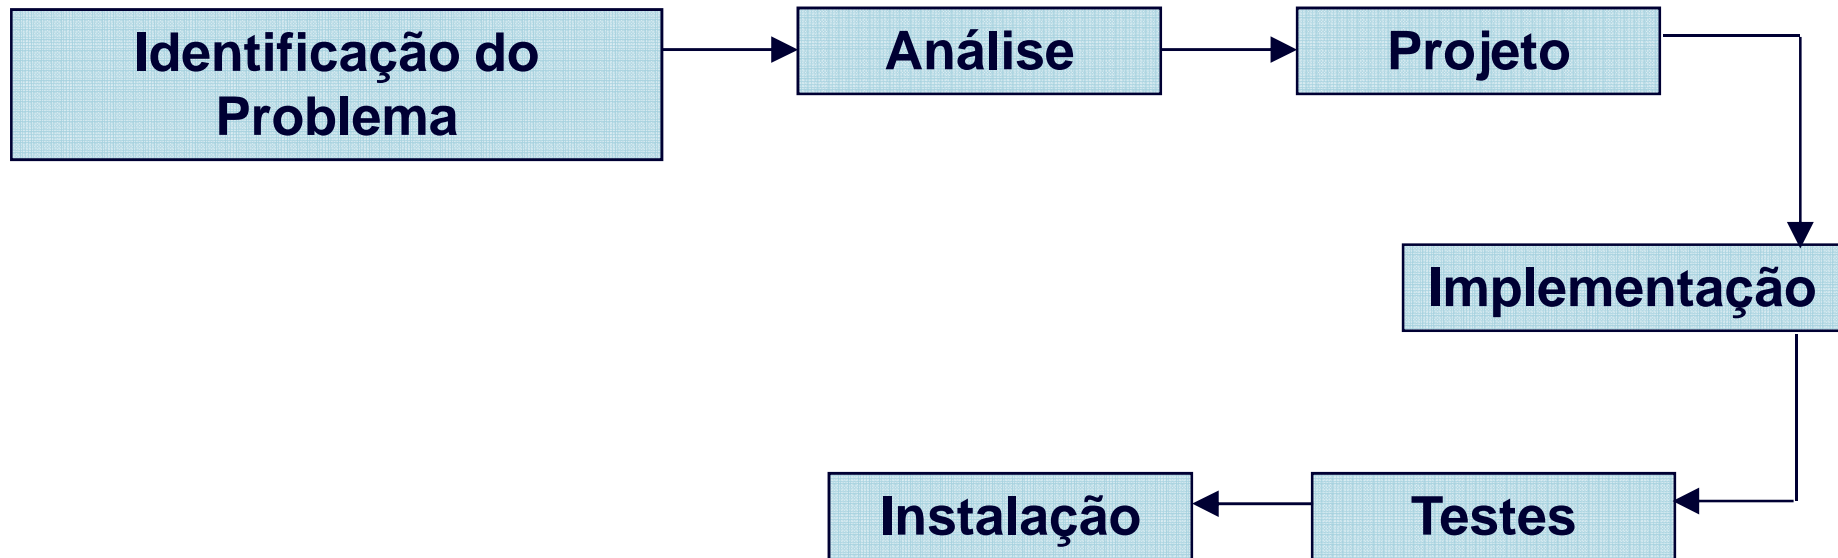 Identificação do
Problema
Análise
Projeto
Implementação
Testes
Instalação